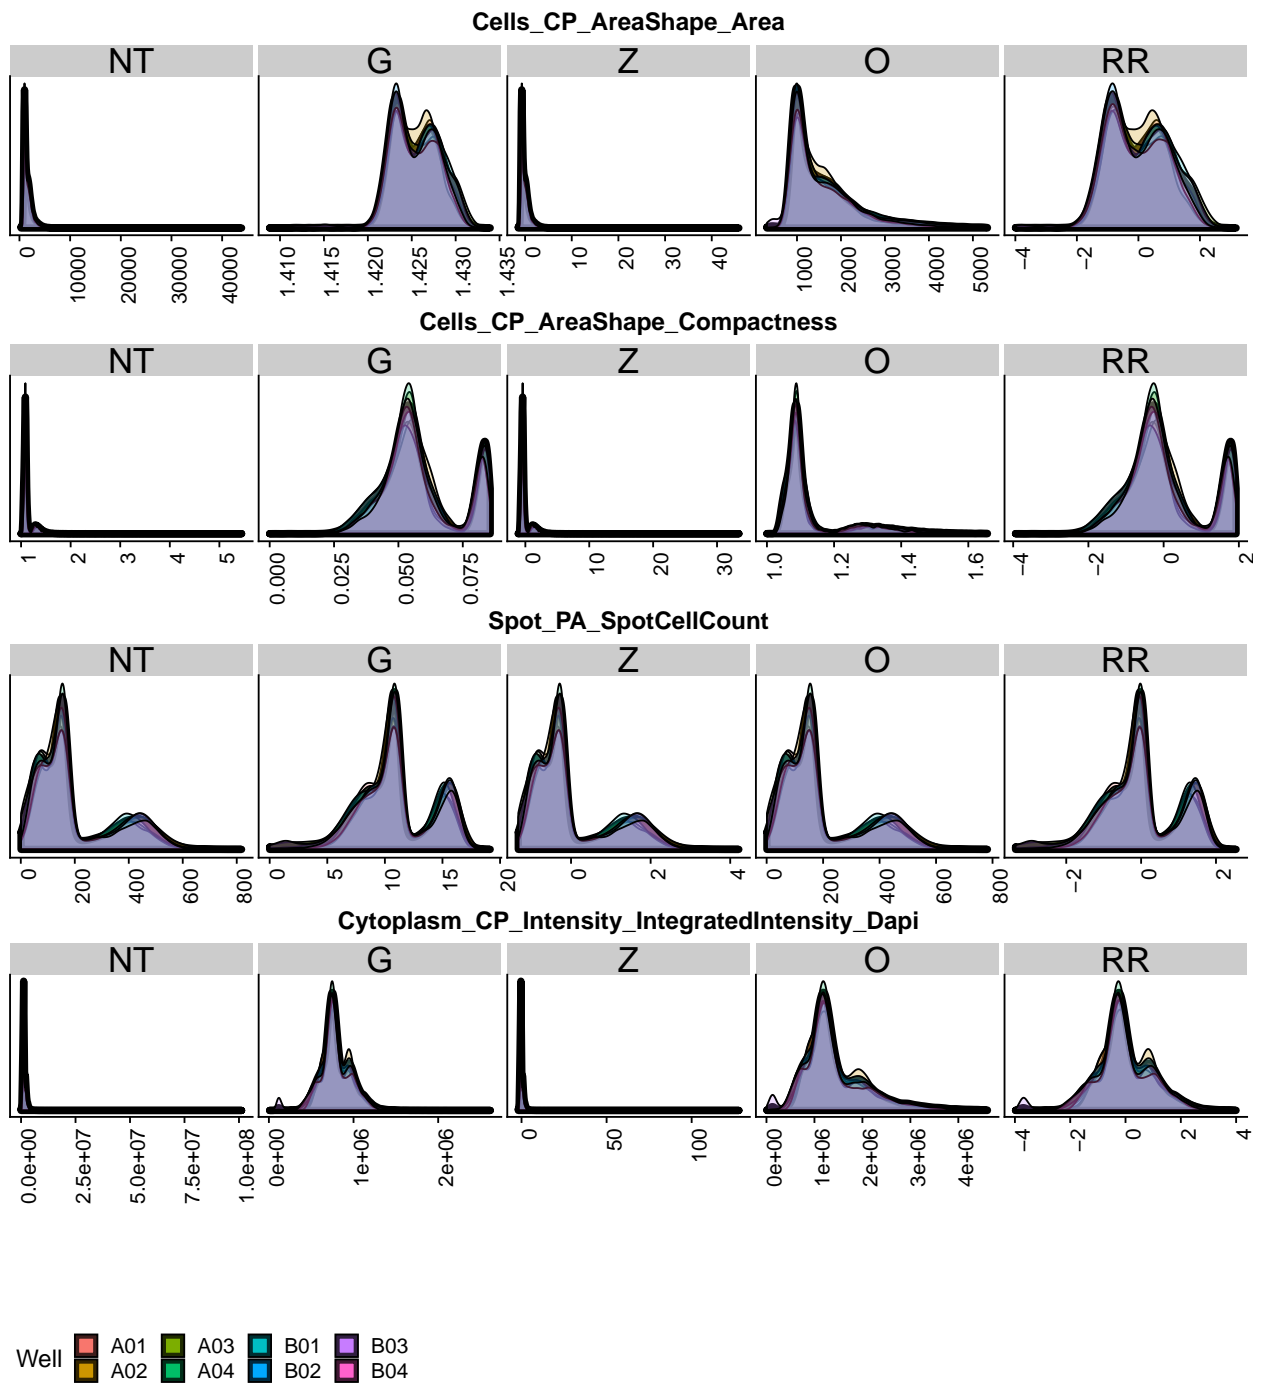 Cells_CP_AreaShape_Area
NT G Z O RR
0 10000 20000 30000 40000 1.410 1.415 1.420 1.425 1.430 1.435 0 10 20 30 40 1000 2000 3000 4000 5000 −4 −2 0 2
Cells_CP_AreaShape_Compactness
NT G Z O RR
1 2 3 4 5 0.000 0.025 0.050 0.075 0 10 20 30 1.0 1.2 1.4 1.6 −4 −2 0 2
Spot_PA_SpotCellCount
NT G Z O RR
0 200 400 600 800 0 5 10 15 20 0 2 4 0 200 400 600 800 −2 0 2
Cytoplasm_CP_Intensity_IntegratedIntensity_Dapi
NT G Z O RR
0.0e+00 2.5e+07 5.0e+07 7.5e+07 1.0e+08 0e+00 1e+06 2e+06 0 50 100 0e+00 1e+06 2e+06 3e+06 4e+06 −4 −2 0 2 4
Well
A01 A03 B01 B03
A02 A04 B02 B04